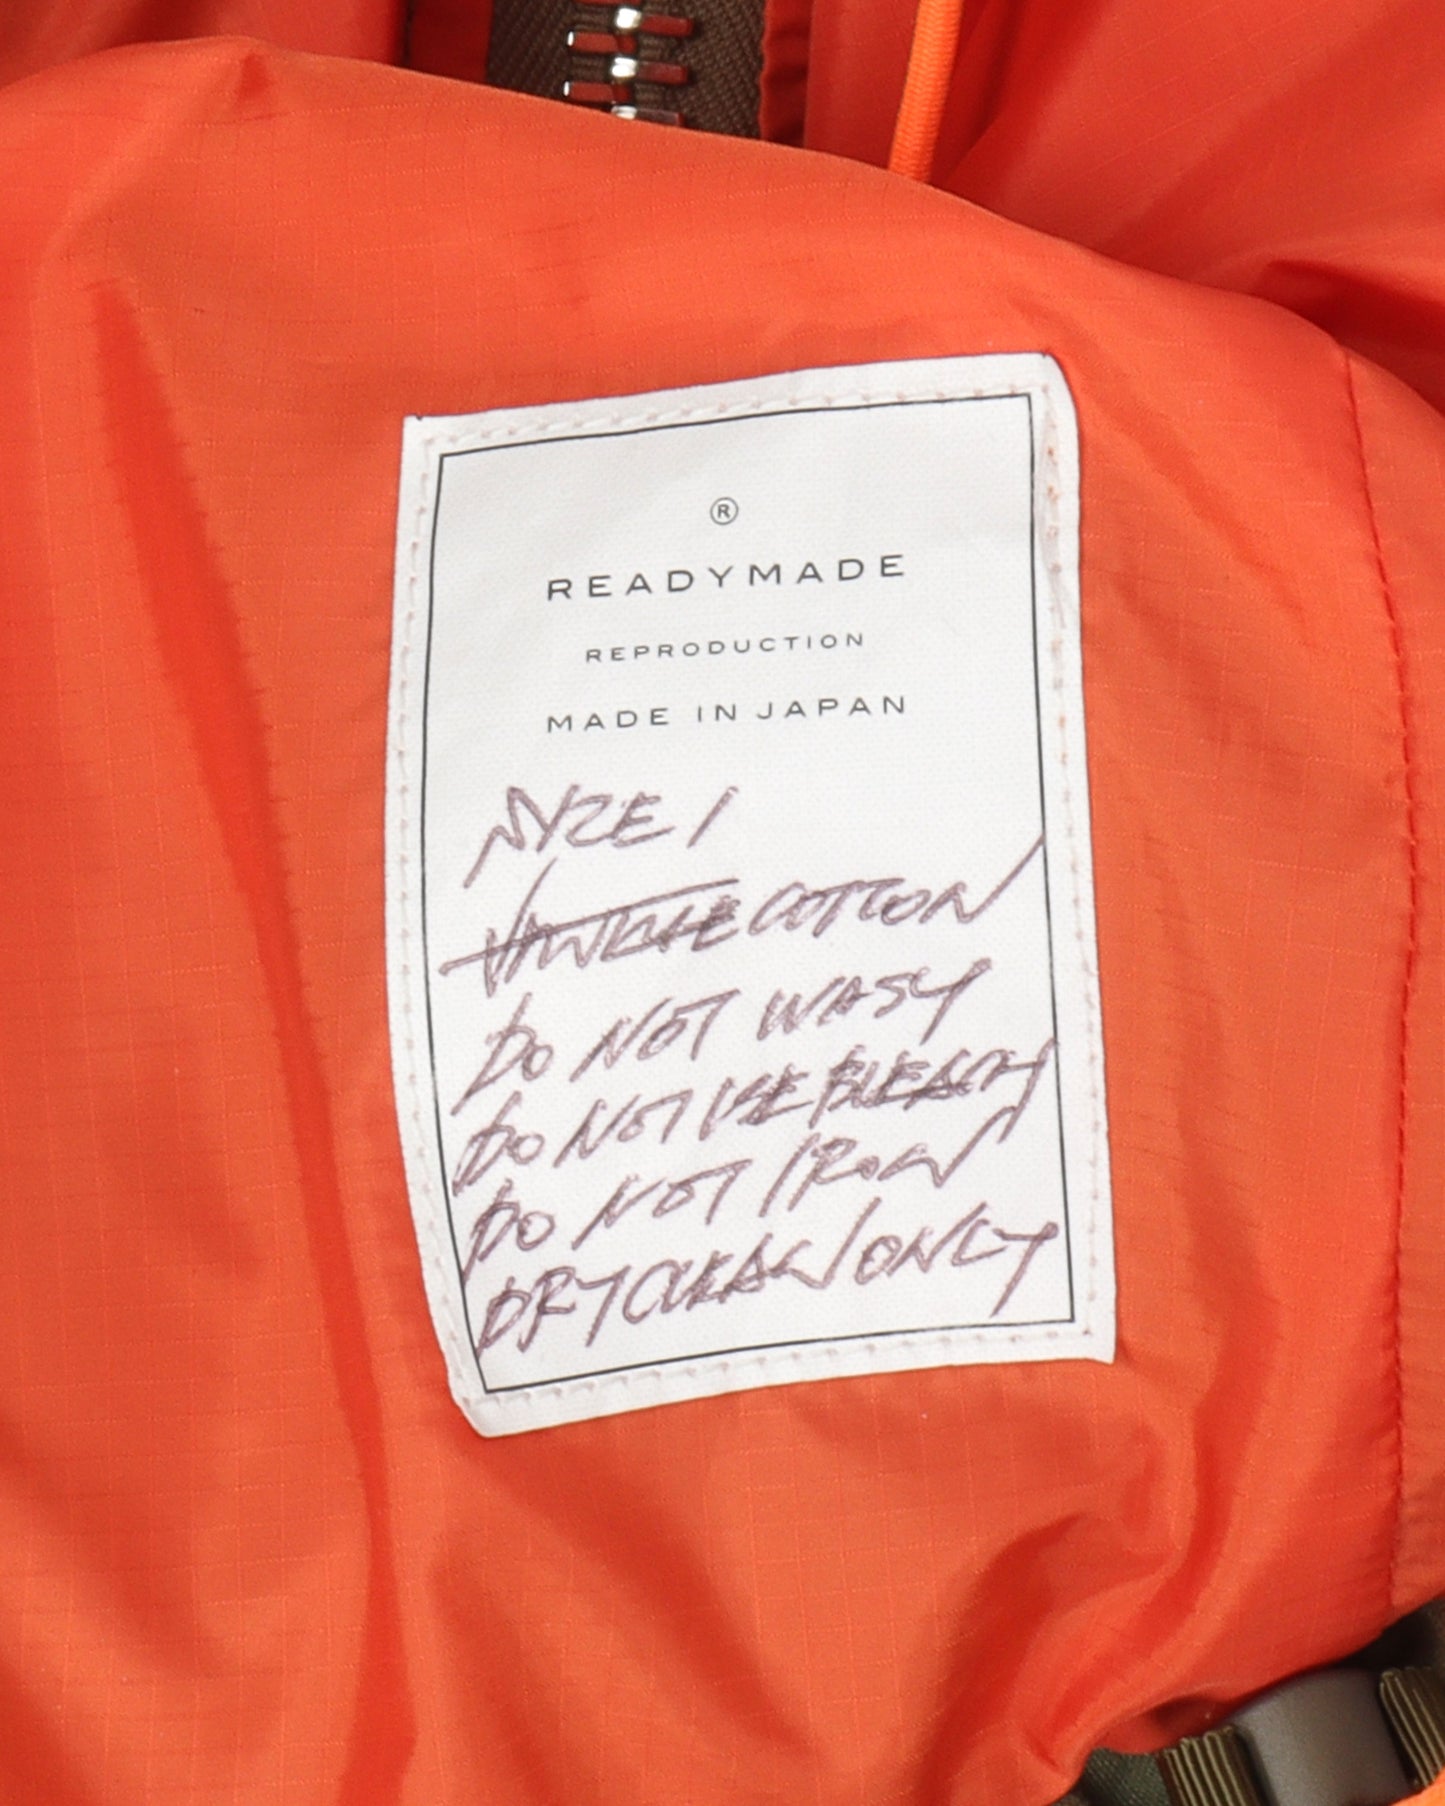 ®
READYMADE
REPRODUCTION
MADE IN JAPAN
SYZE 1
COTTON
DO NOT WASH
DO NOT USE BLEACH
DO NOT IRON
DRY CLEAN ONLY